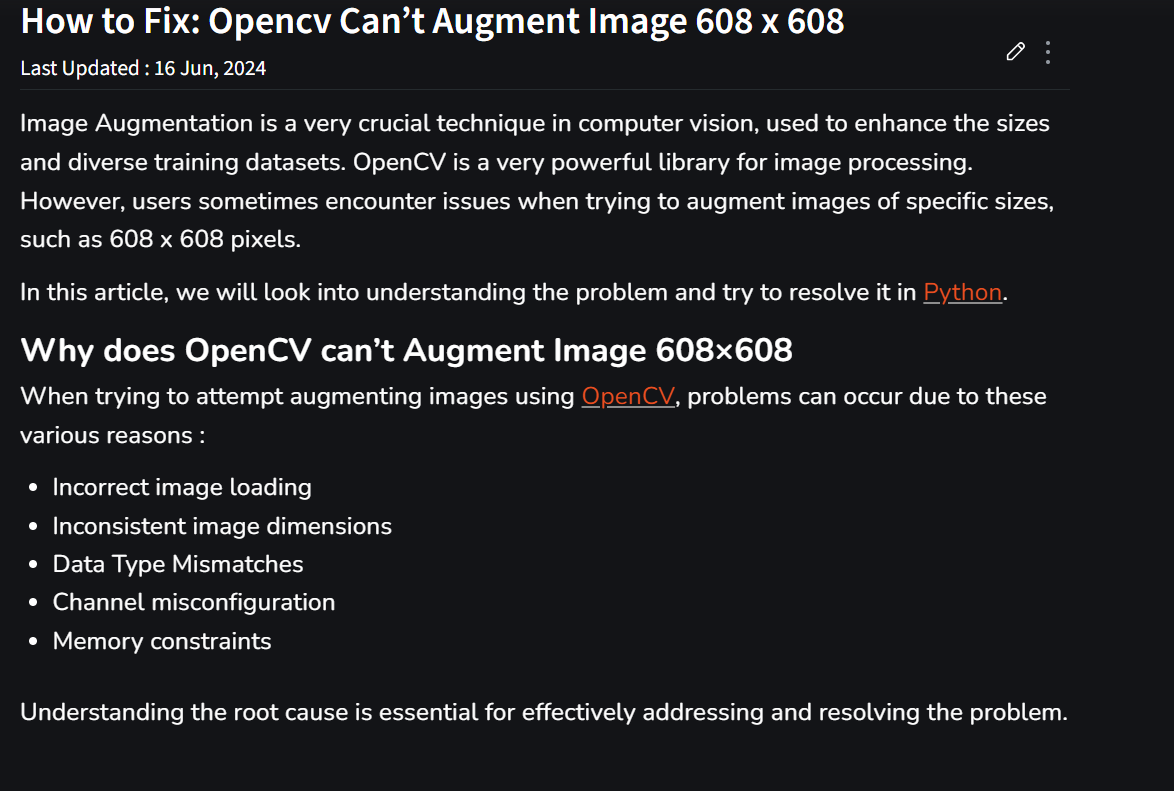 How to Fix: Opencv Can’t Augment Image 608 x 608
Last Updated : 16 Jun, 2024
Image Augmentation is a very crucial technique in computer vision, used to enhance the sizes
and diverse training datasets. OpenCV is a very powerful library for image processing.
However, users sometimes encounter issues when trying to augment images of specific sizes,
such as 608 x 608 pixels.
In this article, we will look into understanding the problem and try to resolve it in Python.
Why does OpenCV can’t Augment Image 608×608
When trying to attempt augmenting images using OpenCV, problems can occur due to these
various reasons :
• Incorrect image loading
• Inconsistent image dimensions
• Data Type Mismatches
• Channel misconfiguration
• Memory constraints
Understanding the root cause is essential for effectively addressing and resolving the problem.